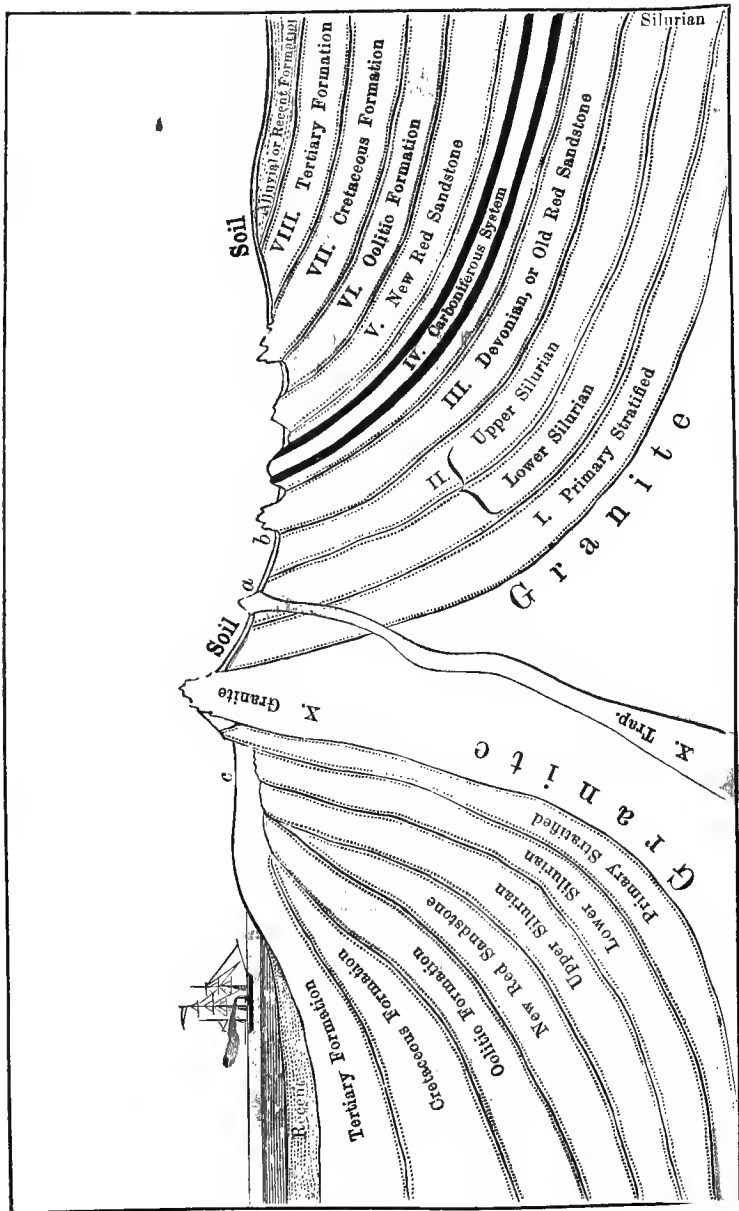 Silurian
Alluvial or Recent Formation
VIII. Tertiary Formation
VII. Cretaceous Formation
VI. Oolitic Formation
V. New Red Sandstone
IV. Carboniferous System
III. Devonian, or Old Red Sandstone
II
Upper Silurian
Lower Silurian
I. Primary Stratified
Granite
Soil
b
a
Soil
X. Granite
X. Trap.
c
Granite
Primary Stratified
Lower Silurian
Upper Silurian
New Red Sandstone
Oolitic Formation
Cretaceous Formation
Tertiary Formation
Recent